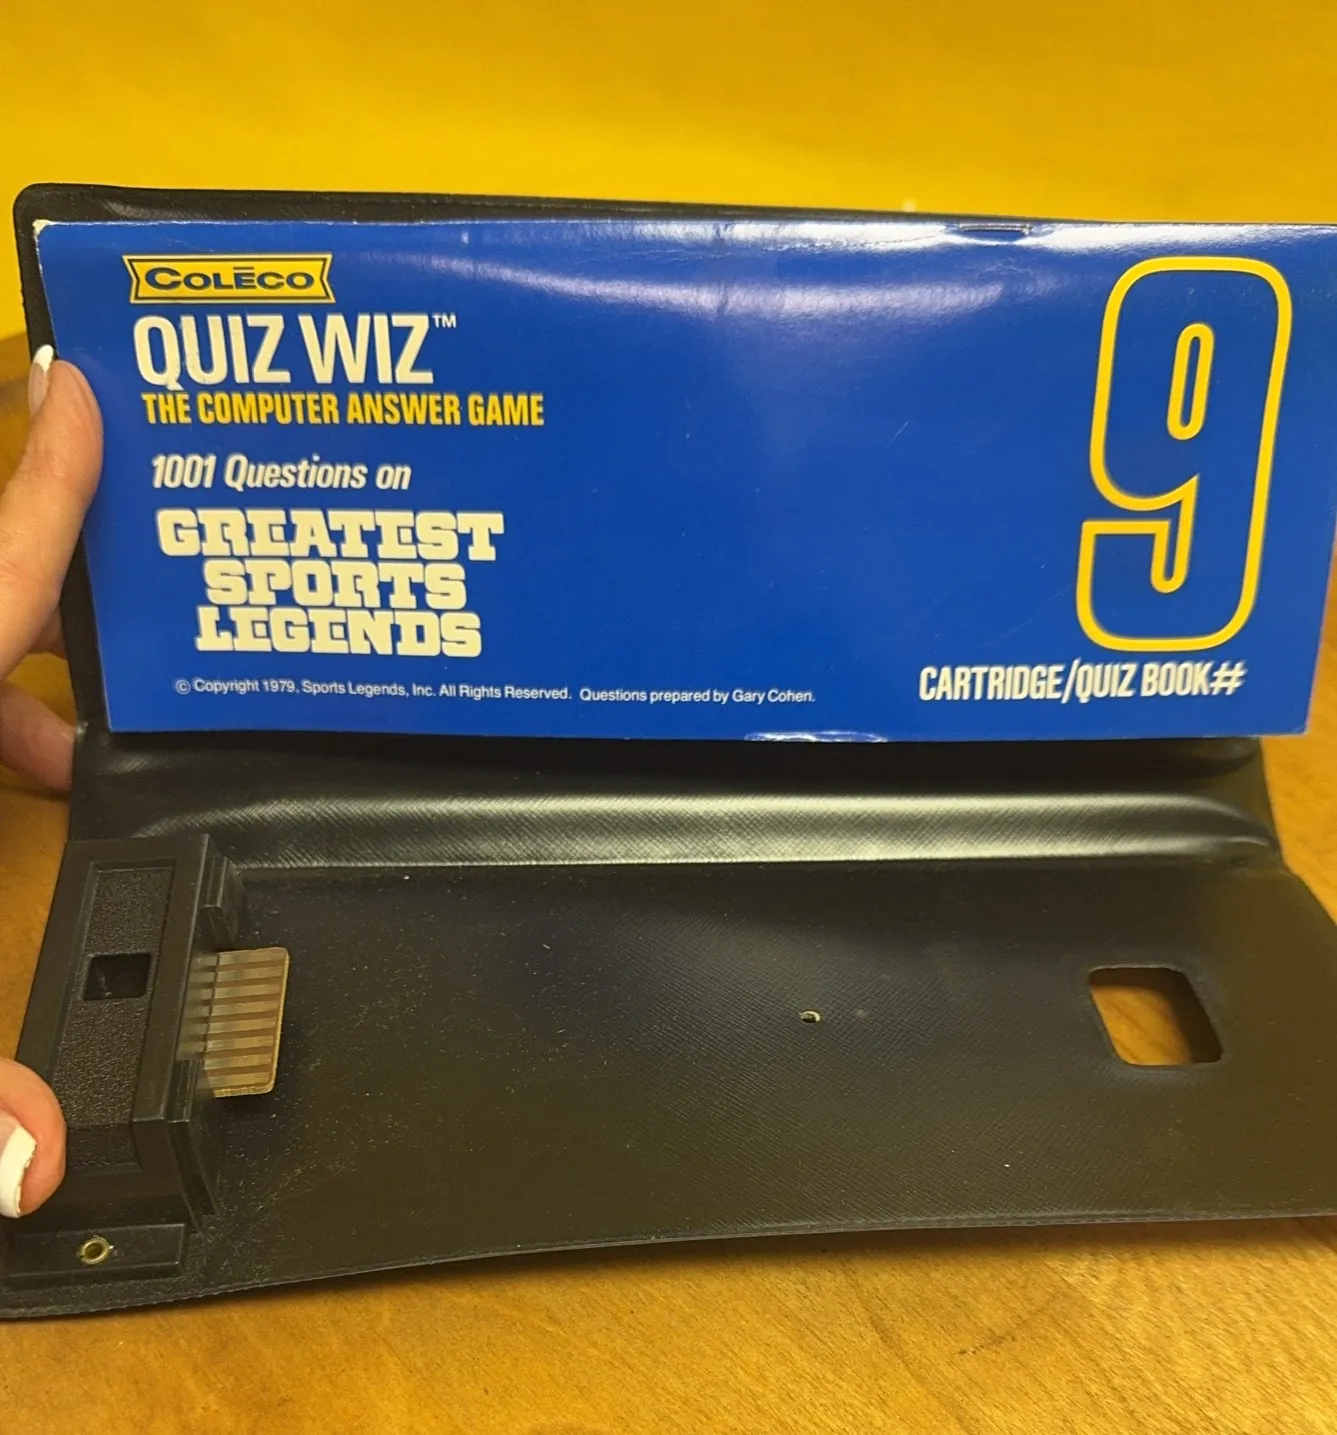 COLĒCO
QUIZ WIZ™
THE COMPUTER ANSWER GAME
1001 Questions on
GREATEST
SPORTS
LEGENDS
© Copyright 1979, Sports Legends, Inc. All Rights Reserved. Questions prepared by Gary Cohen.
9
CARTRIDGE/QUIZ BOOK#